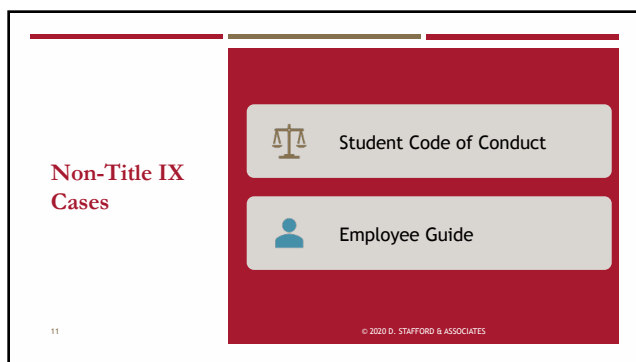 Non-Title IX
Cases
Student Code of Conduct
Employee Guide
11
© 2020 D. STAFFORD & ASSOCIATES